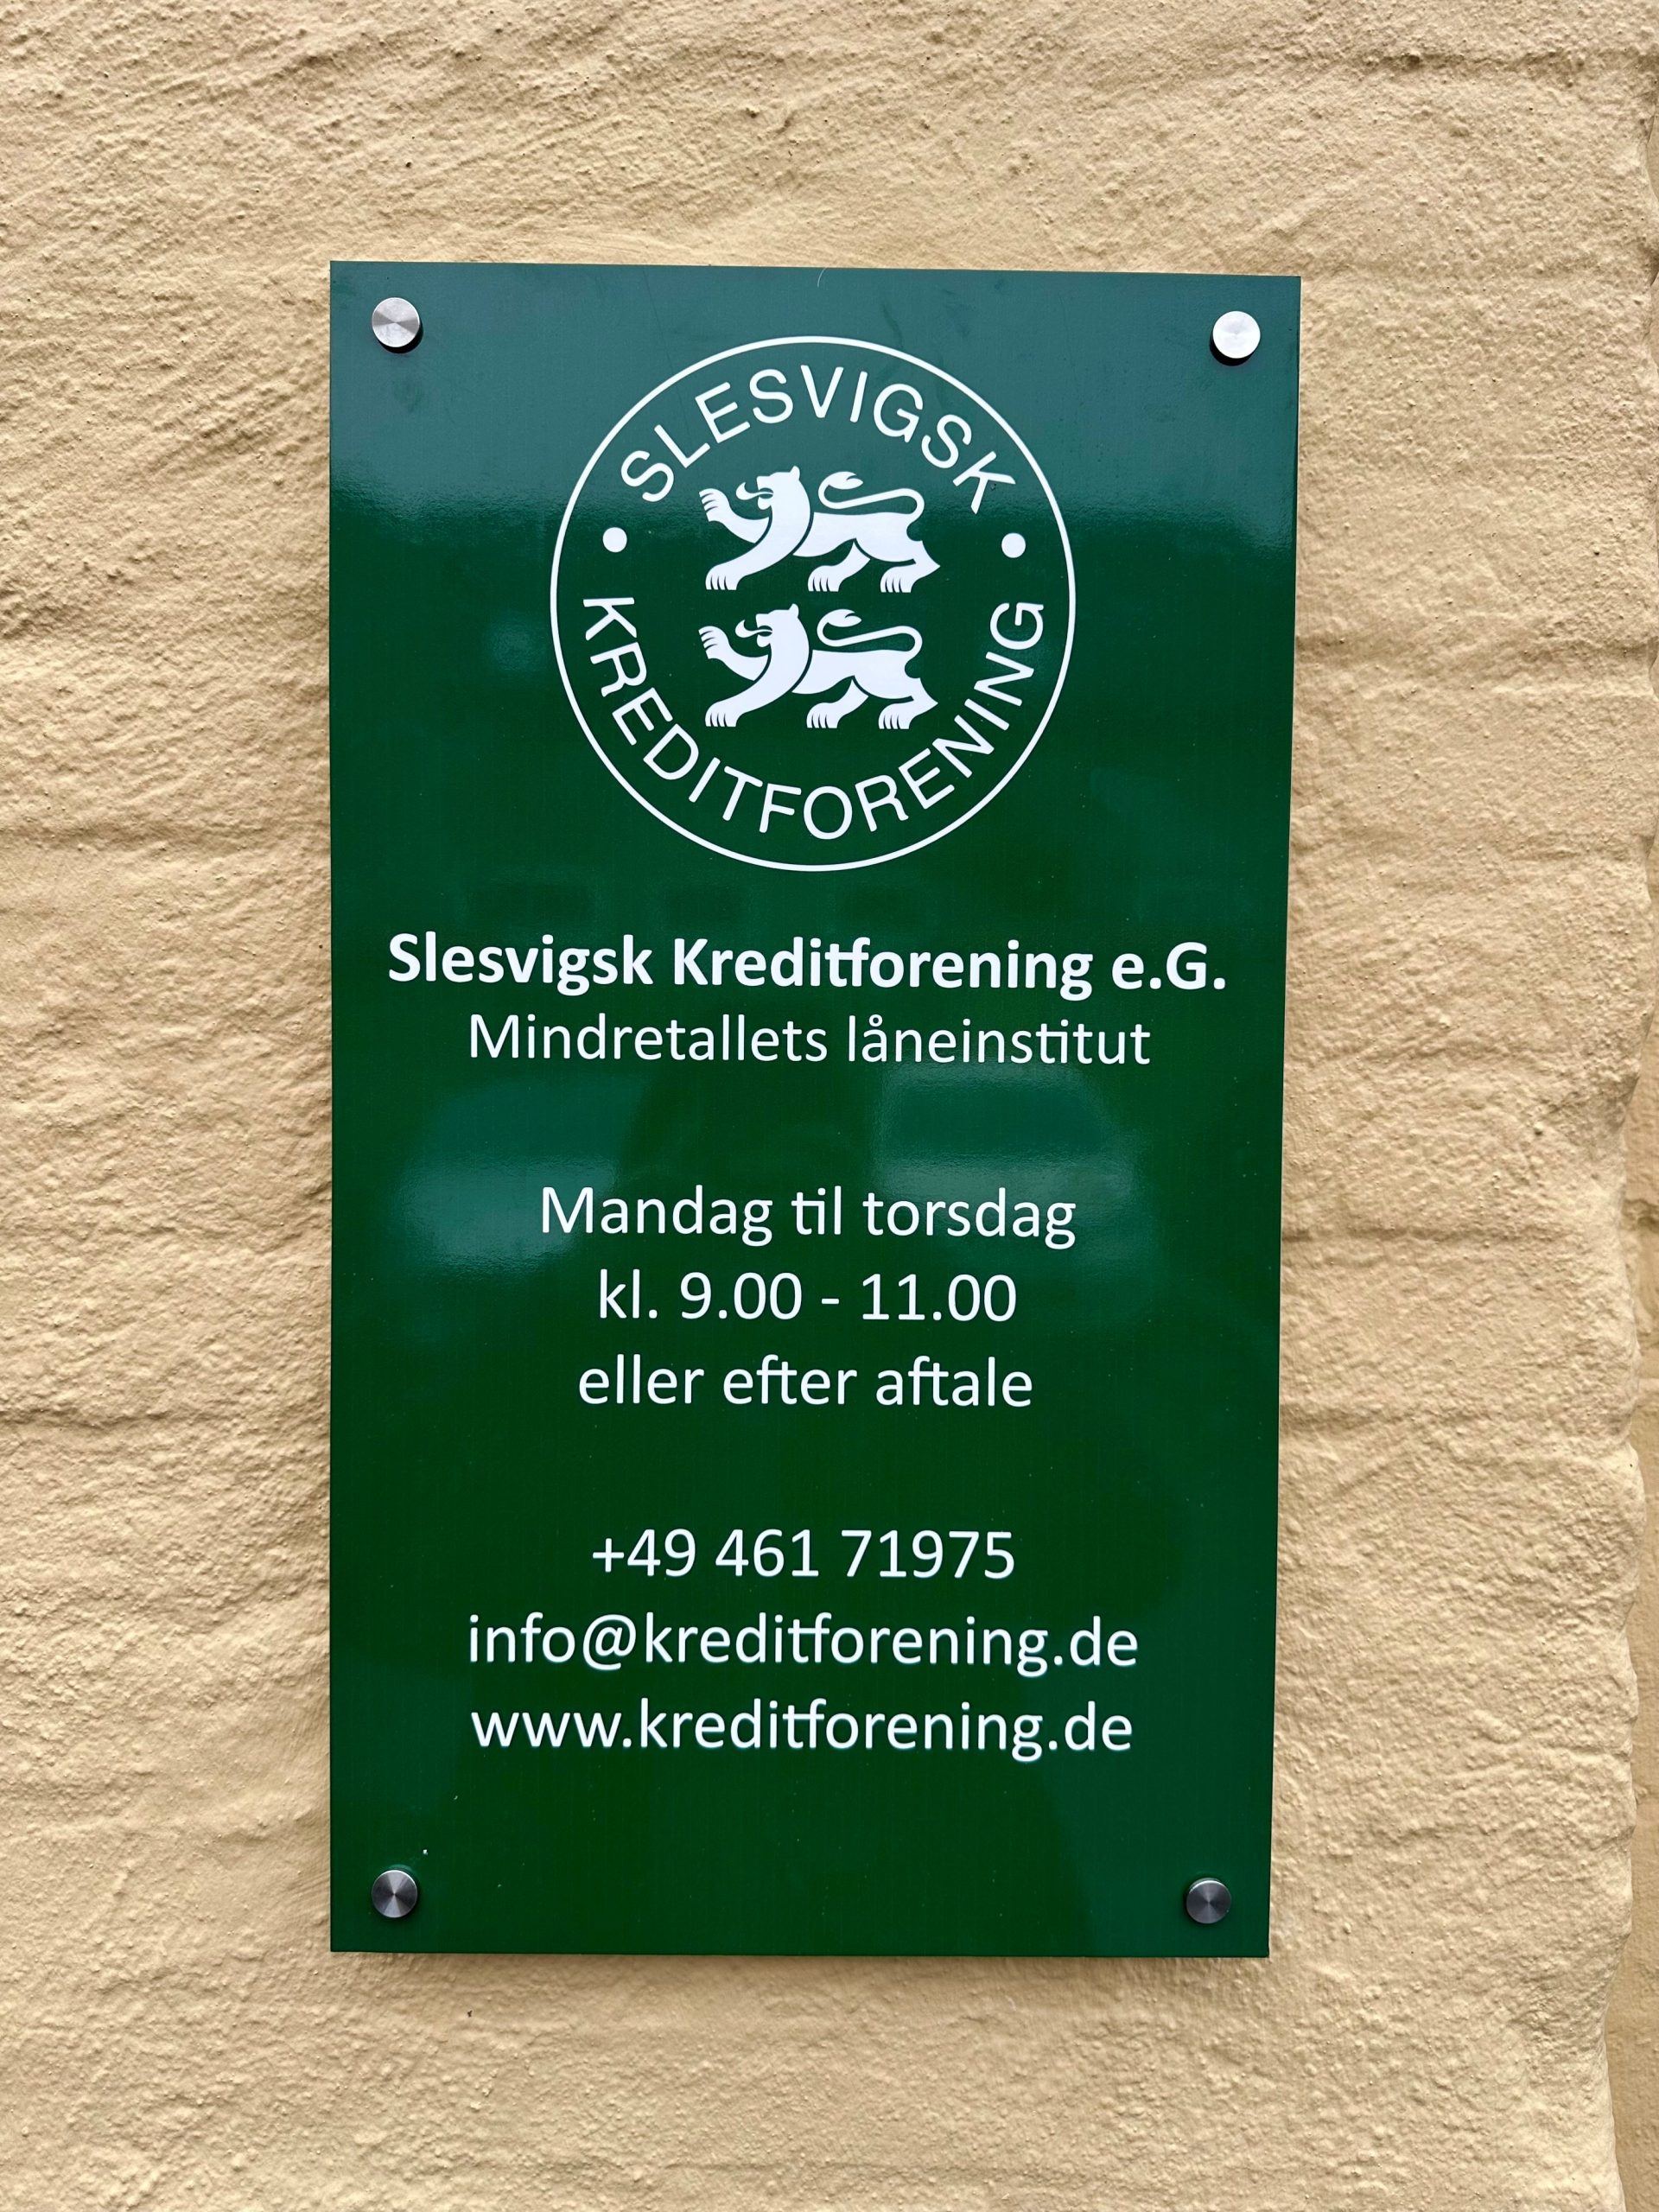 SLESVIGSK
KREDITFORENING
Slesvigsk Kreditforening e.G.
Mindretallets låneinstitut
Mandag til torsdag
kl. 9.00 - 11.00
eller efter aftale
+49 461 71975
info@kreditforening.de
www.kreditforening.de